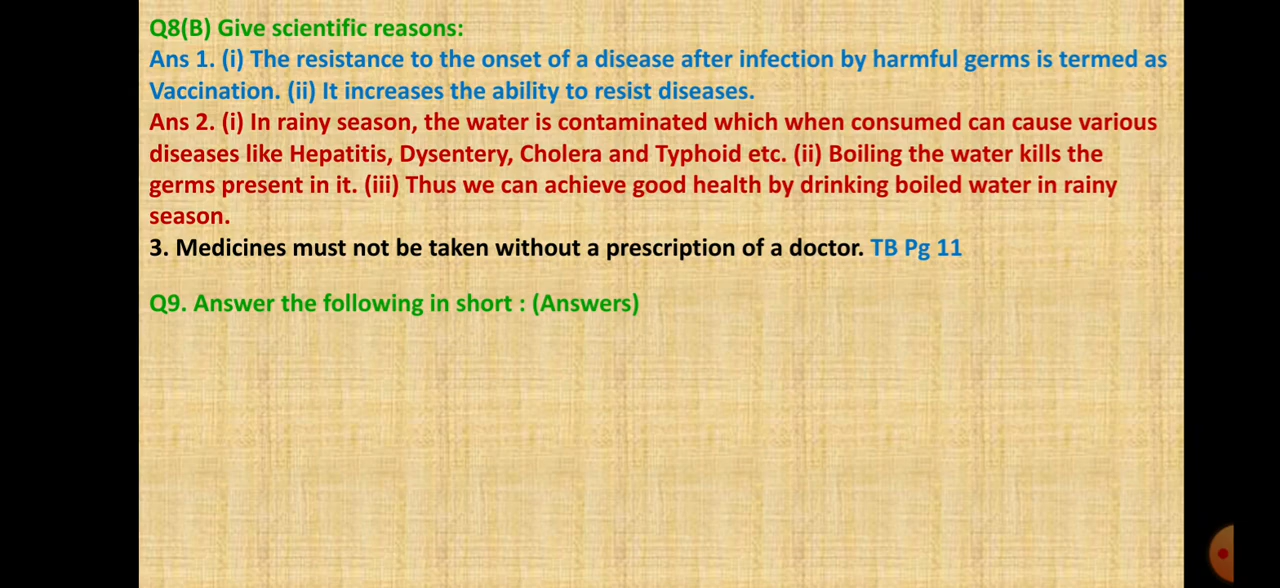 Q8(B) Give scientific reasons:
Ans 1. (i) The resistance to the onset of a disease after infection by harmful germs is termed as
Vaccination. (ii) It increases the ability to resist diseases.
Ans 2. (i) In rainy season, the water is contaminated which when consumed can cause various
diseases like Hepatitis, Dysentery, Cholera and Typhoid etc. (ii) Boiling the water kills the
germs present in it. (iii) Thus we can achieve good health by drinking boiled water in rainy
season.
3. Medicines must not be taken without a prescription of a doctor. TB Pg 11
Q9. Answer the following in short : (Answers)